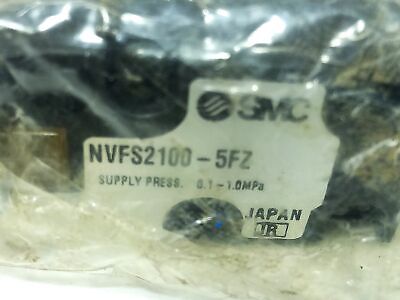 SMC
NVFS2100-5FZ
SUPPLY PRESS. 0.1~1.0MPa
JAPAN